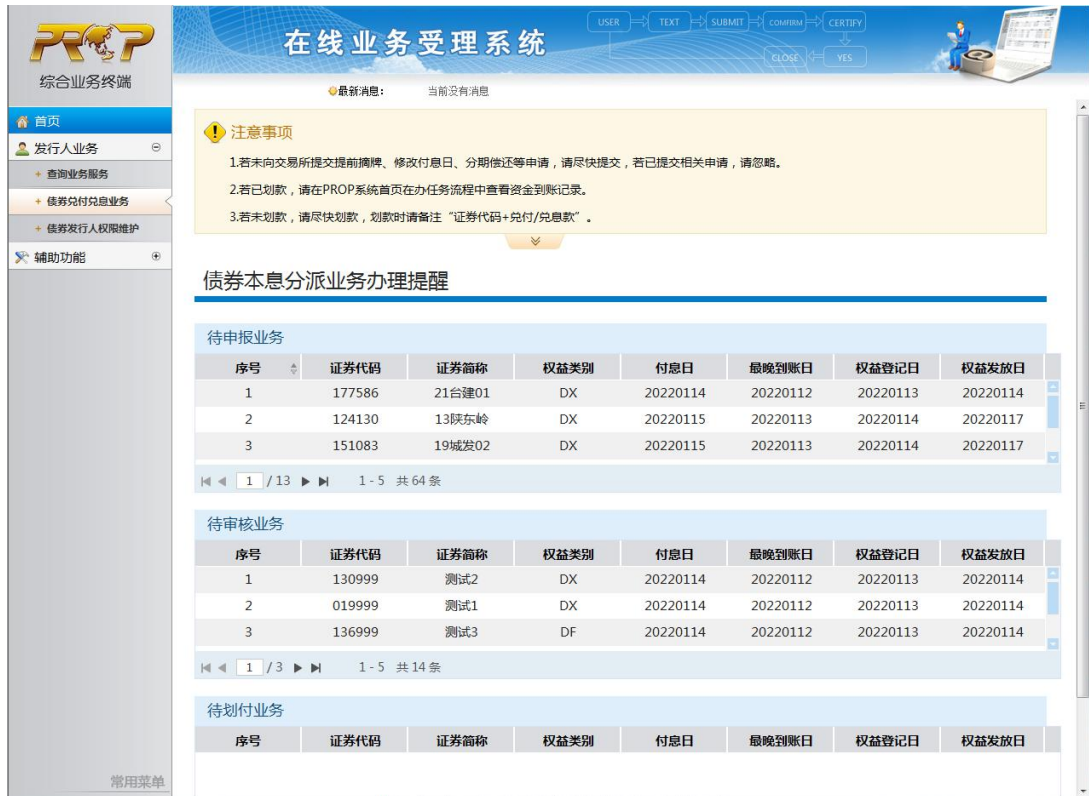 PROP
综合业务终端
在线业务受理系统
USER TEXT SUBMIT COMFIRM CERTIFY
CLOSE YES
最新消息： 当前没有消息
首页
发行人业务
查询业务服务
债券兑付兑息业务
债券发行人权限维护
辅助功能
常用菜单
注意事项
1.若未向交易所提交提前摘牌、修改付息日、分期偿还等申请，请尽快提交，若已提交相关申请，请忽略。
2.若已划款，请在PROP系统首页在办任务流程中查看资金到账记录。
3.若未划款，请尽快划款，划款时请备注“证券代码+兑付/兑息款”。
债券本息分派业务办理提醒
待申报业务
序号 证券代码 证券简称 权益类别 付息日 最晚到账日 权益登记日 权益发放日
1 177586 21台建01 DX 20220114 20220112 20220113 20220114
2 124130 13陕东岭 DX 20220115 20220113 20220114 20220117
3 151083 19城发02 DX 20220115 20220113 20220114 20220117
1 / 13 1 - 5 共 64 条
待审核业务
序号 证券代码 证券简称 权益类别 付息日 最晚到账日 权益登记日 权益发放日
1 130999 测试2 DX 20220114 20220112 20220113 20220114
2 019999 测试1 DX 20220114 20220112 20220113 20220114
3 136999 测试3 DF 20220114 20220112 20220113 20220114
1 / 3 1 - 5 共 14 条
待划付业务
序号 证券代码 证券简称 权益类别 付息日 最晚到账日 权益登记日 权益发放日